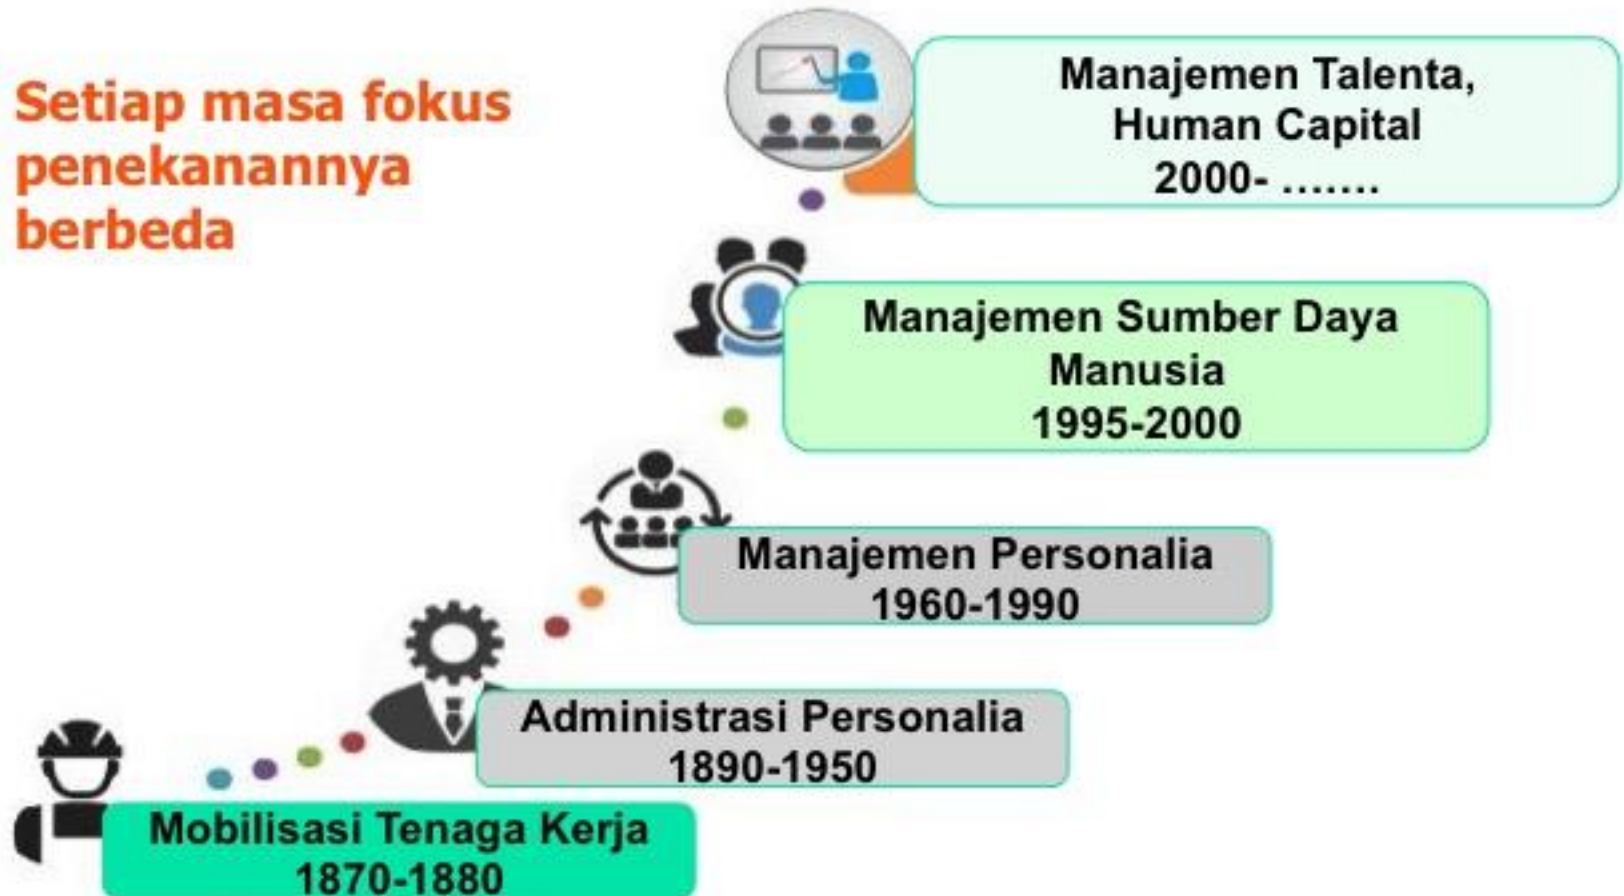 Setiap masa fokus
penekanannya
berbeda
Manajemen Talenta,
Human Capital
2000- .......
Manajemen Sumber Daya
Manusia
1995-2000
Manajemen Personalia
1960-1990
Administrasi Personalia
1890-1950
Mobilisasi Tenaga Kerja
1870-1880